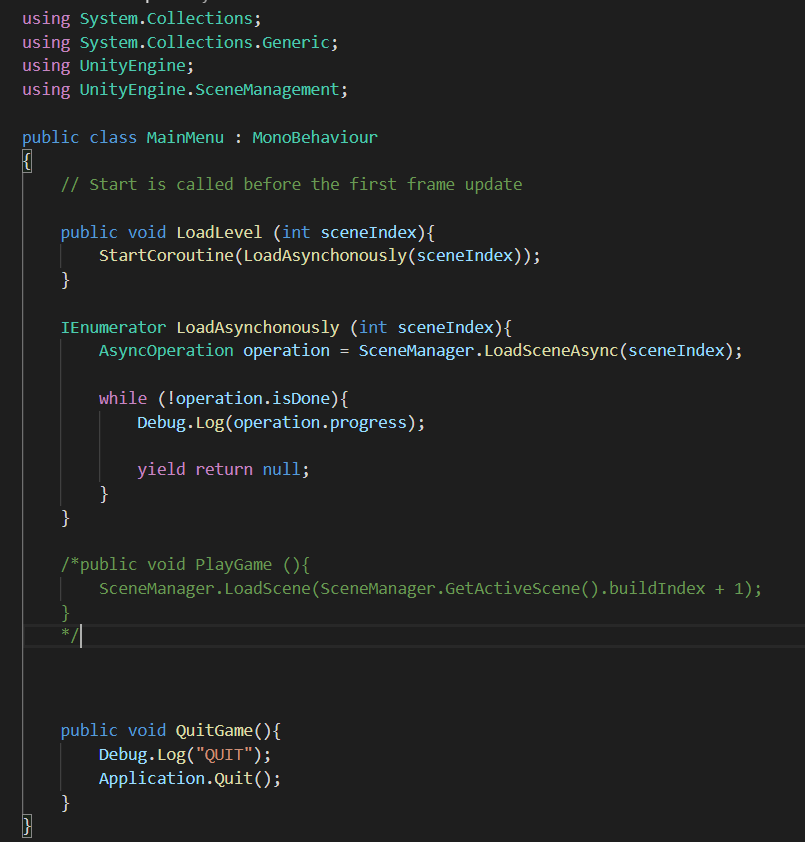 using System.Collections;
using System.Collections.Generic;
using UnityEngine;
using UnityEngine.SceneManagement;
public class MainMenu : MonoBehaviour
{
// Start is called before the first frame update
public void LoadLevel (int sceneIndex){
StartCoroutine(LoadAsynchonously(sceneIndex));
}
IEnumerator LoadAsynchonously (int sceneIndex){
AsyncOperation operation = SceneManager.LoadSceneAsync(sceneIndex);
while (!operation.isDone){
Debug.Log(operation.progress);
yield return null;
}
}
/*public void PlayGame (){
SceneManager.LoadScene(SceneManager.GetActiveScene().buildIndex + 1);
}
*/
public void QuitGame(){
Debug.Log("QUIT");
Application.Quit();
}
}